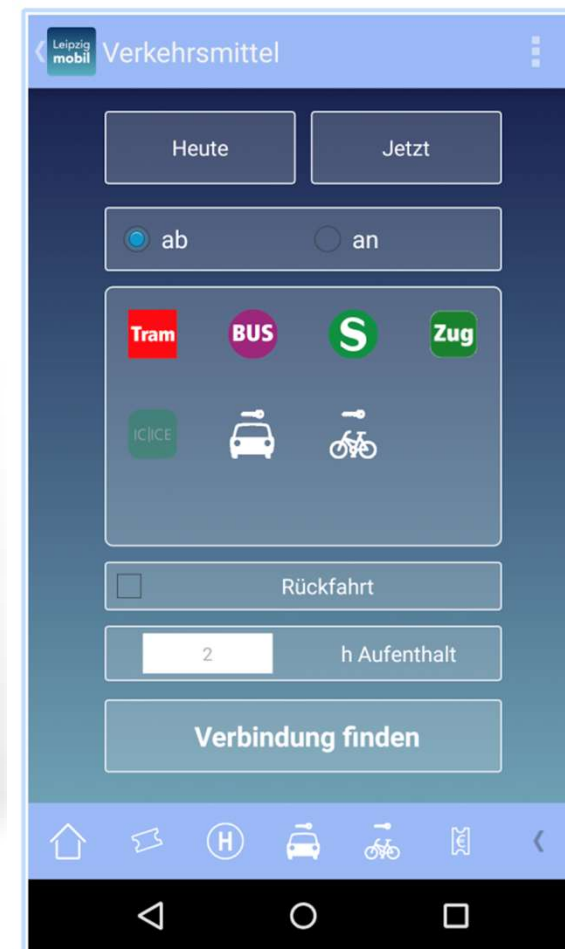 Leipzig
mobil
Verkehrsmittel
Heute Jetzt
ab an
Tram BUS S Zug
IC|ICE
Rückfahrt
2 h Aufenthalt
Verbindung finden
H €